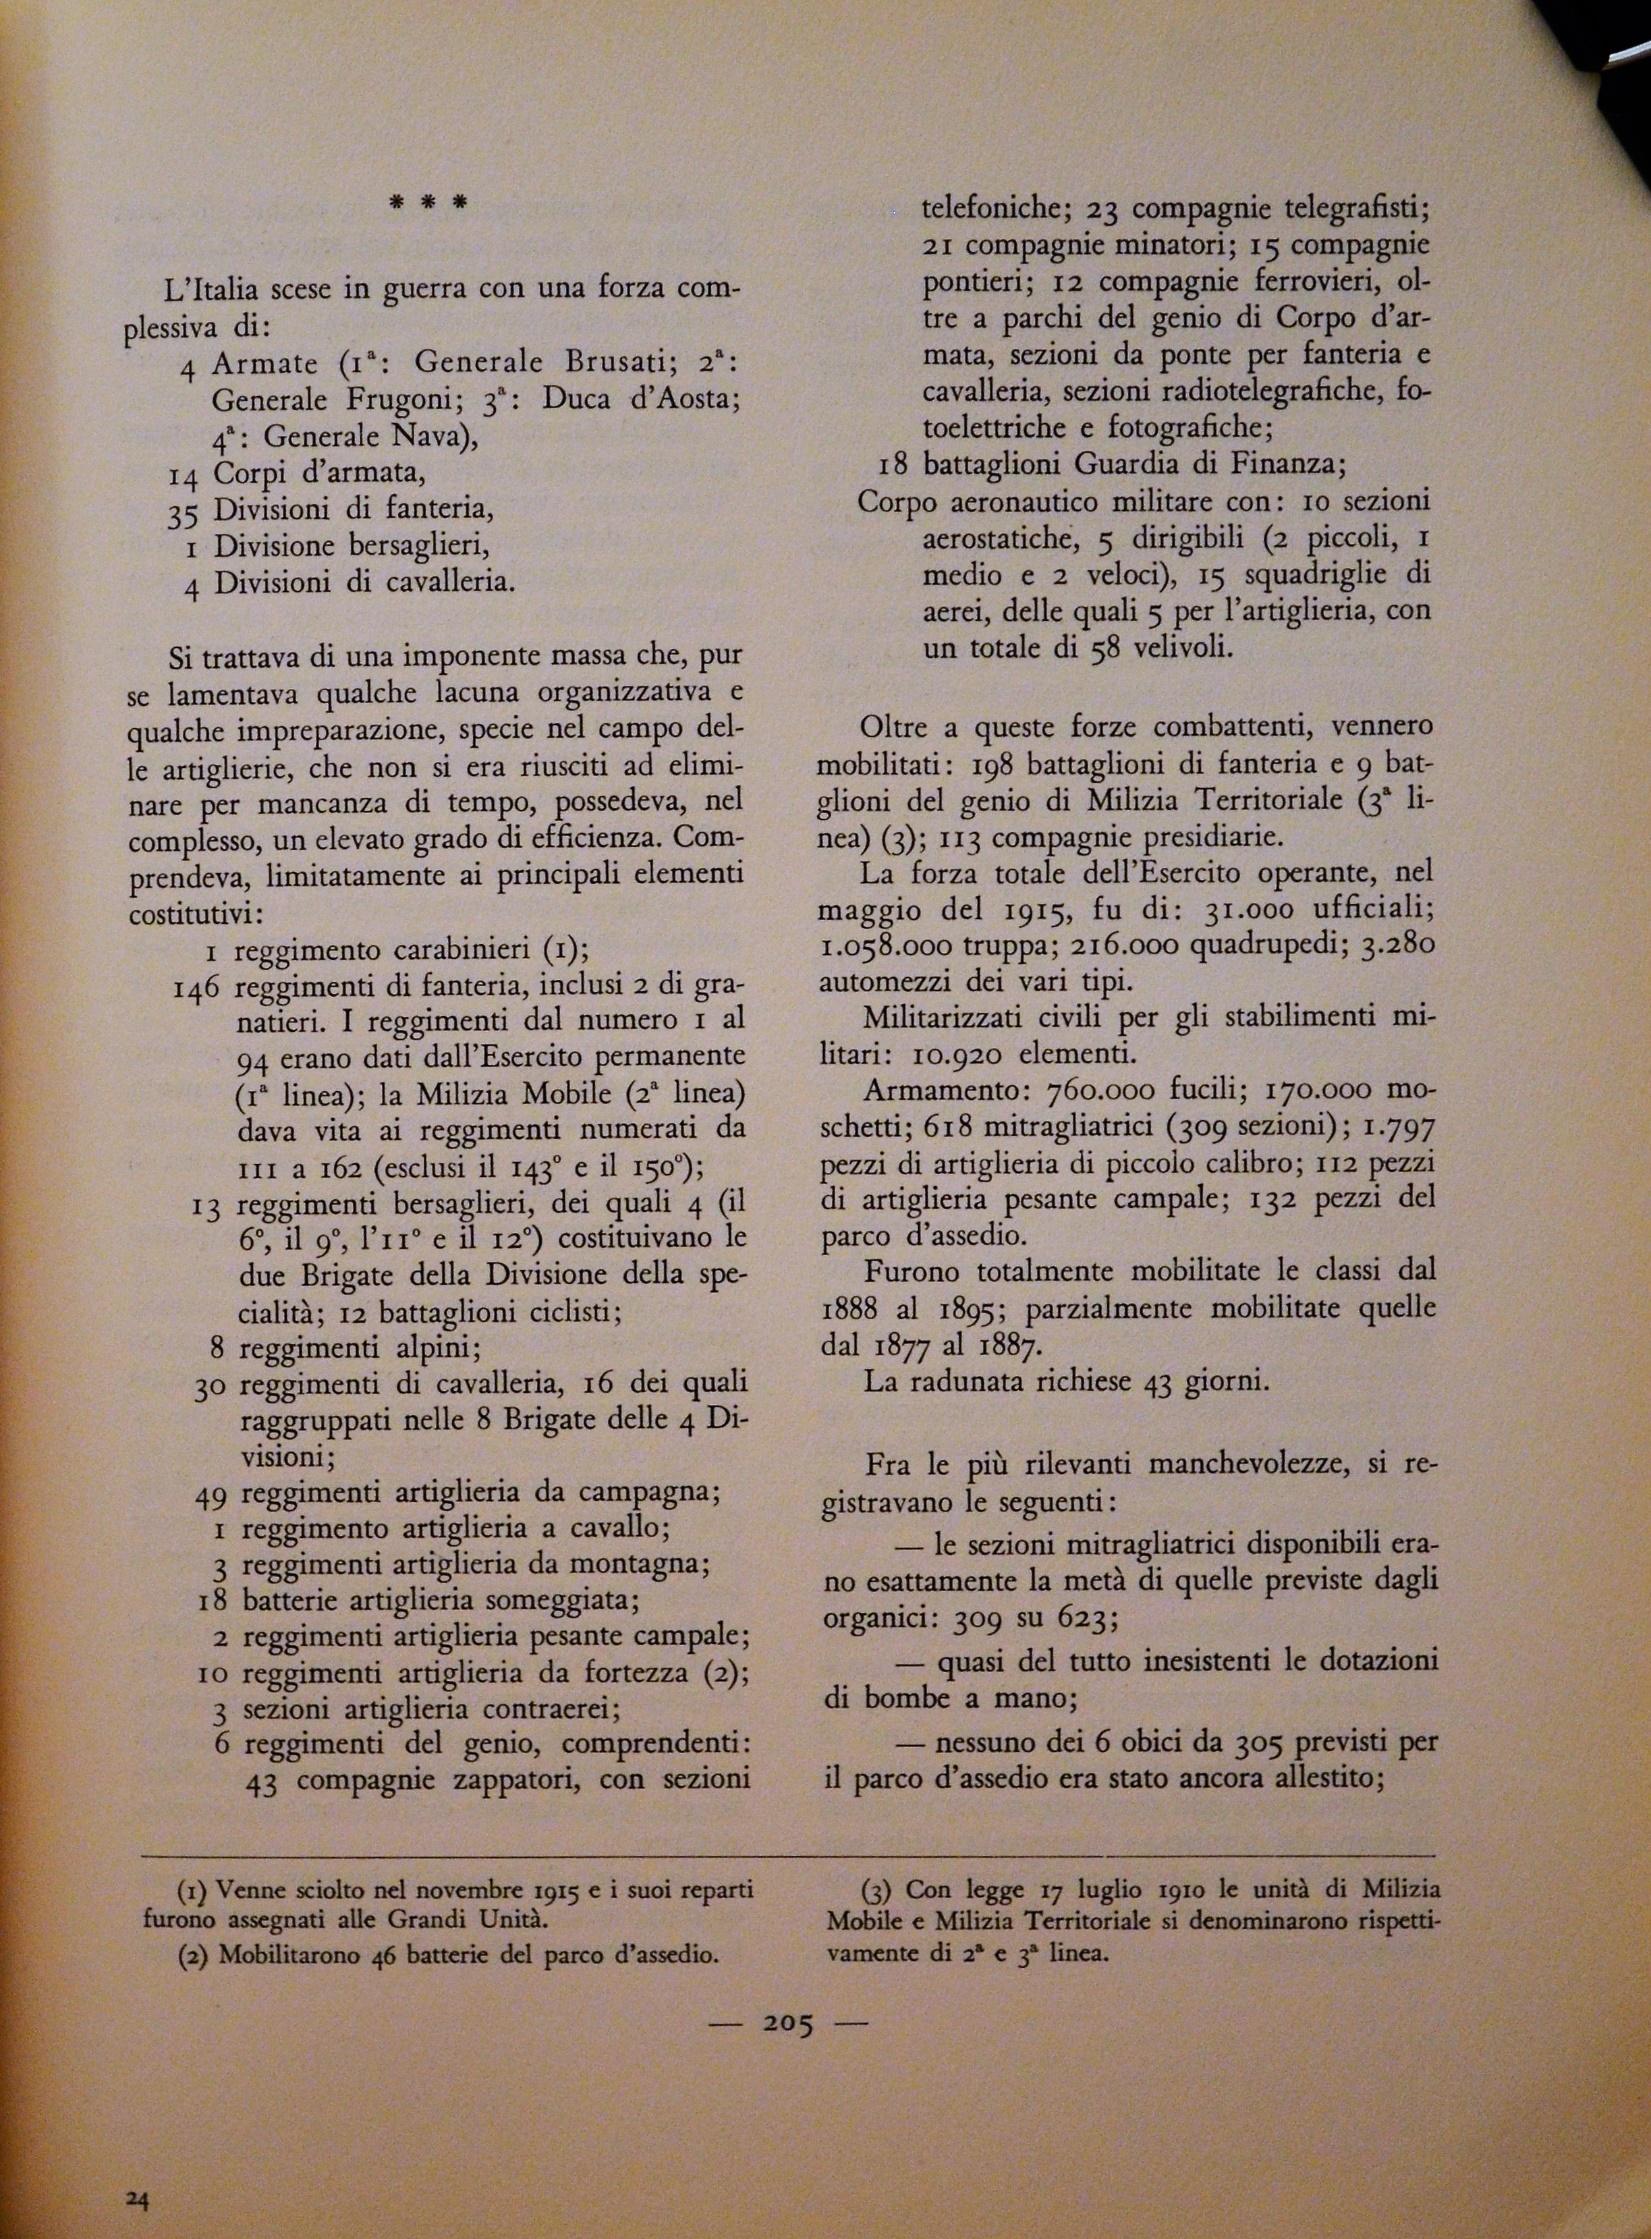 * * *
L'Italia scese in guerra con una forza com-
plessiva di:
4 Armate (1ª: Generale Brusati; 2ª:
Generale Frugoni; 3ª: Duca d'Aosta;
4ª: Generale Nava),
14 Corpi d'armata,
35 Divisioni di fanteria,
1 Divisione bersaglieri,
4 Divisioni di cavalleria.
Si trattava di una imponente massa che, pur
se lamentava qualche lacuna organizzativa e
qualche impreparazione, specie nel campo del-
le artiglierie, che non si era riusciti ad elimi-
nare per mancanza di tempo, possedeva, nel
complesso, un elevato grado di efficienza. Com-
prendeva, limitatamente ai principali elementi
costitutivi:
1 reggimento carabinieri (1);
146 reggimenti di fanteria, inclusi 2 di gra-
natieri. I reggimenti dal numero 1 al
94 erano dati dall'Esercito permanente
(1ª linea); la Milizia Mobile (2ª linea)
dava vita ai reggimenti numerati da
111 a 162 (esclusi il 143° e il 150°);
13 reggimenti bersaglieri, dei quali 4 (il
6°, il 9°, l'11° e il 12°) costituivano le
due Brigate della Divisione della spe-
cialità; 12 battaglioni ciclisti;
8 reggimenti alpini;
30 reggimenti di cavalleria, 16 dei quali
raggruppati nelle 8 Brigate delle 4 Di-
visioni;
49 reggimenti artiglieria da campagna;
1 reggimento artiglieria a cavallo;
3 reggimenti artiglieria da montagna;
18 batterie artiglieria someggiata;
2 reggimenti artiglieria pesante campale;
10 reggimenti artiglieria da fortezza (2);
3 sezioni artiglieria contraerei;
6 reggimenti del genio, comprendenti:
43 compagnie zappatori, con sezioni
telefoniche; 23 compagnie telegrafisti;
21 compagnie minatori; 15 compagnie
pontieri; 12 compagnie ferrovieri, ol-
tre a parchi del genio di Corpo d'ar-
mata, sezioni da ponte per fanteria e
cavalleria, sezioni radiotelegrafiche, fo-
toelettriche e fotografiche;
18 battaglioni Guardia di Finanza;
Corpo aeronautico militare con: 10 sezioni
aerostatiche, 5 dirigibili (2 piccoli, 1
medio e 2 veloci), 15 squadriglie di
aerei, delle quali 5 per l'artiglieria, con
un totale di 58 velivoli.
Oltre a queste forze combattenti, vennero
mobilitati: 198 battaglioni di fanteria e 9 bat-
glioni del genio di Milizia Territoriale (3ª li-
nea) (3); 113 compagnie presidiarie.
La forza totale dell'Esercito operante, nel
maggio del 1915, fu di: 31.000 ufficiali;
1.058.000 truppa; 216.000 quadrupedi; 3.280
automezzi dei vari tipi.
Militarizzati civili per gli stabilimenti mi-
litari: 10.920 elementi.
Armamento: 760.000 fucili; 170.000 mo-
schetti; 618 mitragliatrici (309 sezioni); 1.797
pezzi di artiglieria di piccolo calibro; 112 pezzi
di artiglieria pesante campale; 132 pezzi del
parco d'assedio.
Furono totalmente mobilitate le classi dal
1888 al 1895; parzialmente mobilitate quelle
dal 1877 al 1887.
La radunata richiese 43 giorni.
Fra le più rilevanti manchevolezze, si re-
gistravano le seguenti:
— le sezioni mitragliatrici disponibili era-
no esattamente la metà di quelle previste dagli
organici: 309 su 623;
— quasi del tutto inesistenti le dotazioni
di bombe a mano;
— nessuno dei 6 obici da 305 previsti per
il parco d'assedio era stato ancora allestito;
(1) Venne sciolto nel novembre 1915 e i suoi reparti
furono assegnati alle Grandi Unità.
(2) Mobilitarono 46 batterie del parco d'assedio.
(3) Con legge 17 luglio 1910 le unità di Milizia
Mobile e Milizia Territoriale si denominarono rispetti-
vamente di 2ª e 3ª linea.
— 205 —
24